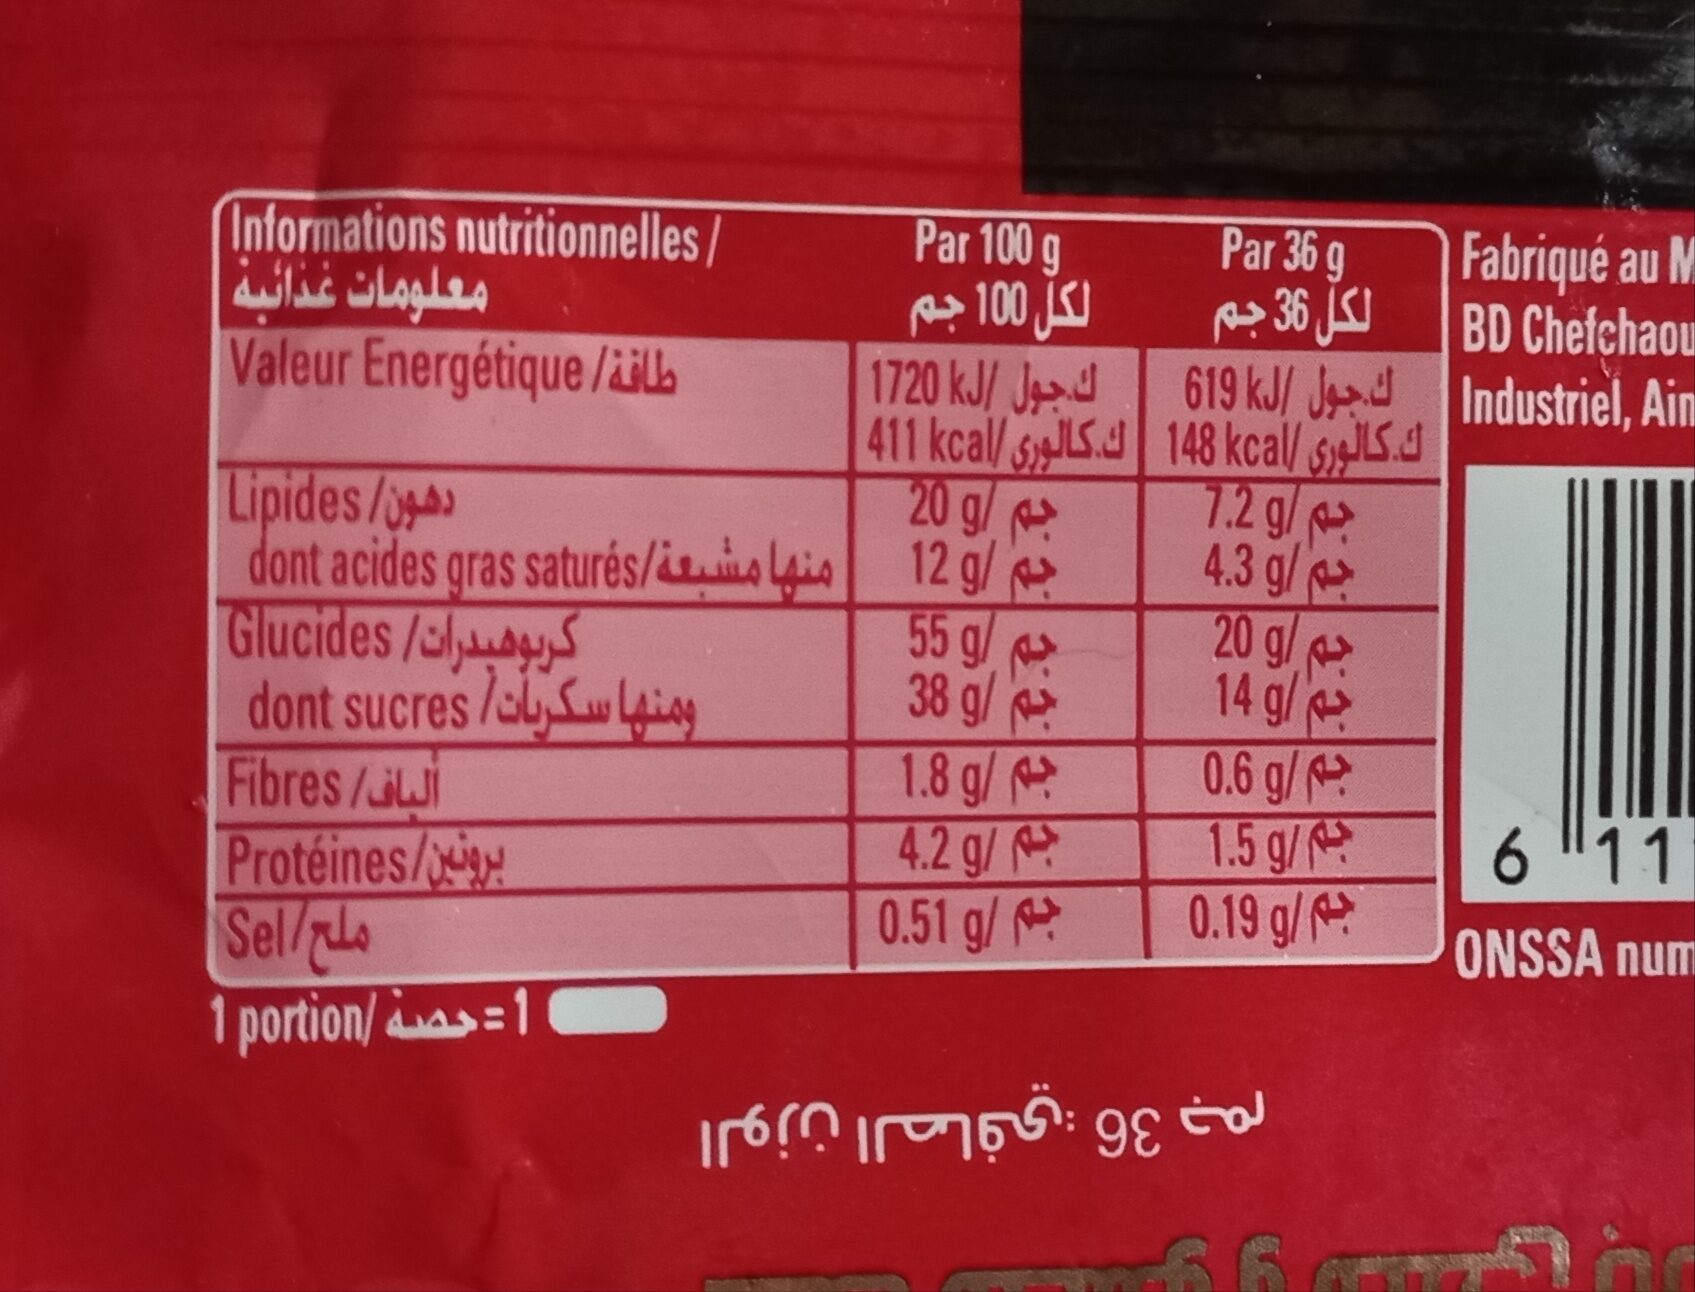 Informations nutritionnelles / Par 100 g Par 36 g
معلومات غذائية لكل 100 جم لكل 36 جم
Valeur Energétique / طاقة 1720 kJ/ ك.جول 619 kJ/ ك.جول
411 kcal/ ك.كالوري 148 kcal/ ك.كالوري
Lipides / دهون 20 g/ جم 7.2 g/ جم
dont acides gras saturés/ منها مشبعة 12 g/ جم 4.3 g/ جم
Glucides / كربوهيدرات 55 g/ جم 20 g/ جم
dont sucres / ومنها سكريات 38 g/ جم 14 g/ جم
Fibres / ألياف 1.8 g/ جم 0.6 g/ جم
Protéines/ بروتين 4.2 g/ جم 1.5 g/ جم
Sel/ ملح 0.51 g/ جم 0.19 g/ جم
1 portion/ حصة = 1
Fabriqué au M
BD Chefchaou
Industriel, Ain
6 11
ONSSA num
الوزن الصافي: 36 جم